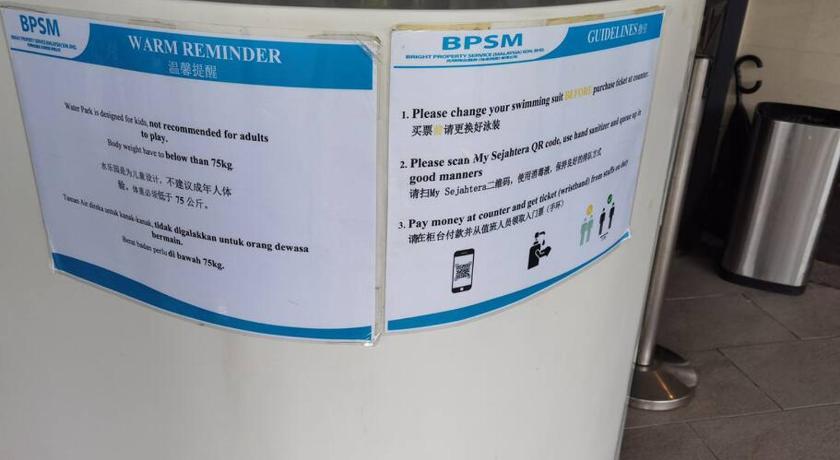 BPSM
WARM REMINDER
温馨提醒
Water Park is designed for kids, not recommended for adults
to play.
Body weight have to below than 75kg.
水乐园是为儿童设计，不建议成年人体
验。体重必须低于 75 公斤。
Taman Air direka untuk kanak-kanak, tidak digalakkan untuk orang dewasa
bermain.
Berat badan perlu di bawah 75kg.
BPSM
BRIGHT PROPERTY SERVICE (MALAYSIA) SDN. BHD.
GUIDELINES
1. Please change your swimming suit BEFORE purchase ticket at counter.
买票前请更换好泳装
2. Please scan My Sejahtera QR code, use hand sanitizer and queue up in
good manners
请扫My Sejahtera二维码，使用消毒液，保持良好的排队方式
3. Pay money at counter and get ticket (wristband) from staffs on duty
请在柜台付款并从值班人员领取入门票（手环）